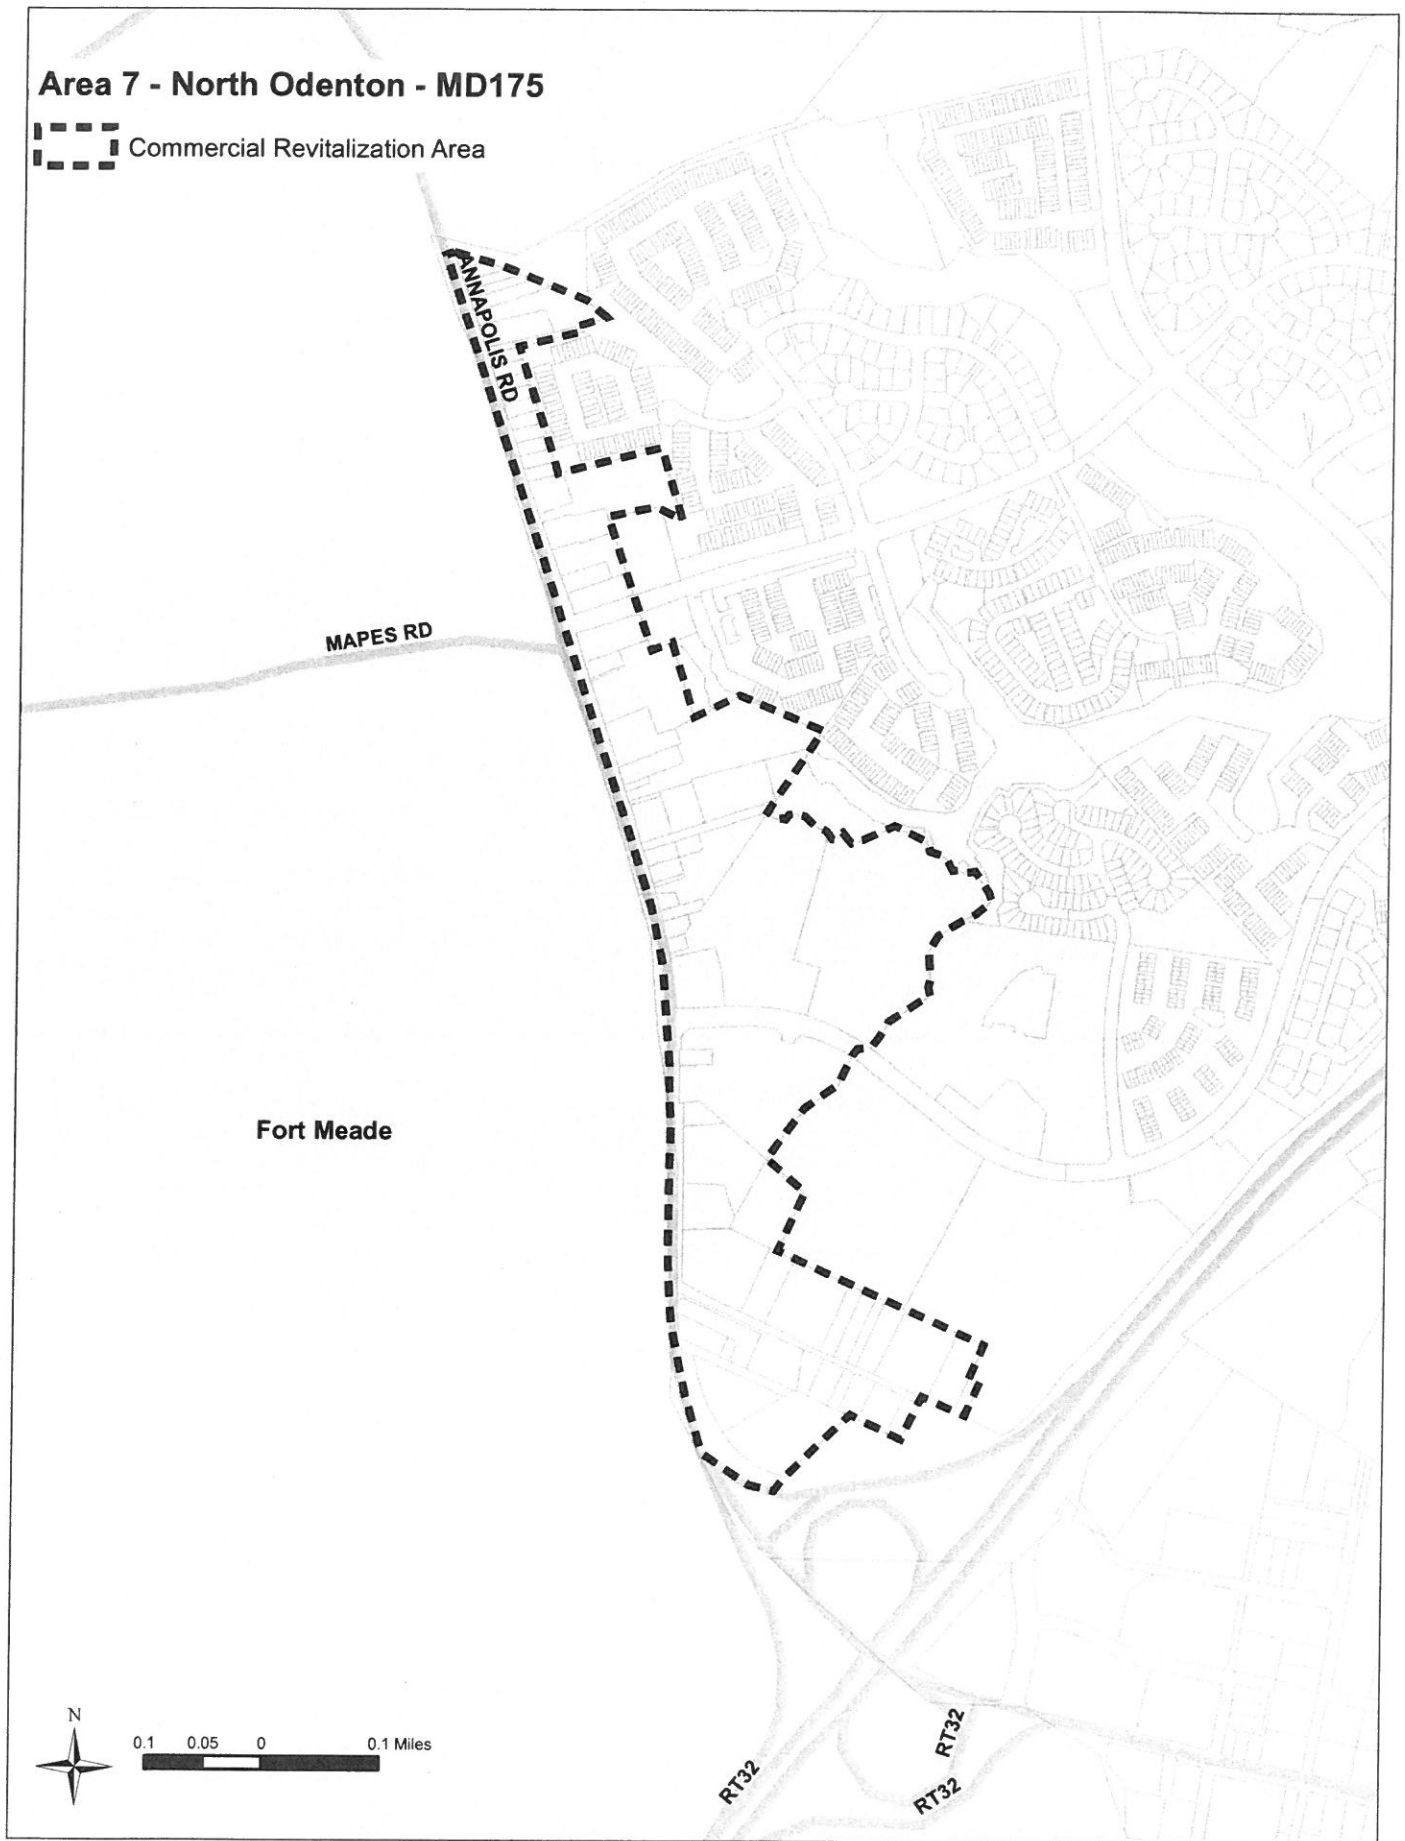 Area 7 - North Odenton - MD175
Commercial Revitalization Area
ANNAPOLIS RD
MAPES RD
Fort Meade
N
0.1 0.05 0 0.1 Miles
RT32
RT32
RT32